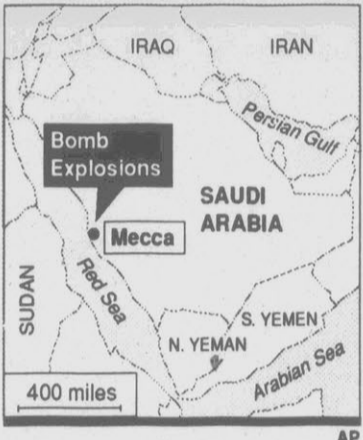 IRAQ
IRAN
Persian Gulf
Bomb
Explosions
SAUDI
ARABIA
Mecca
Red Sea
SUDAN
S. YEMEN
N. YEMAN
Arabian Sea
400 miles
AP